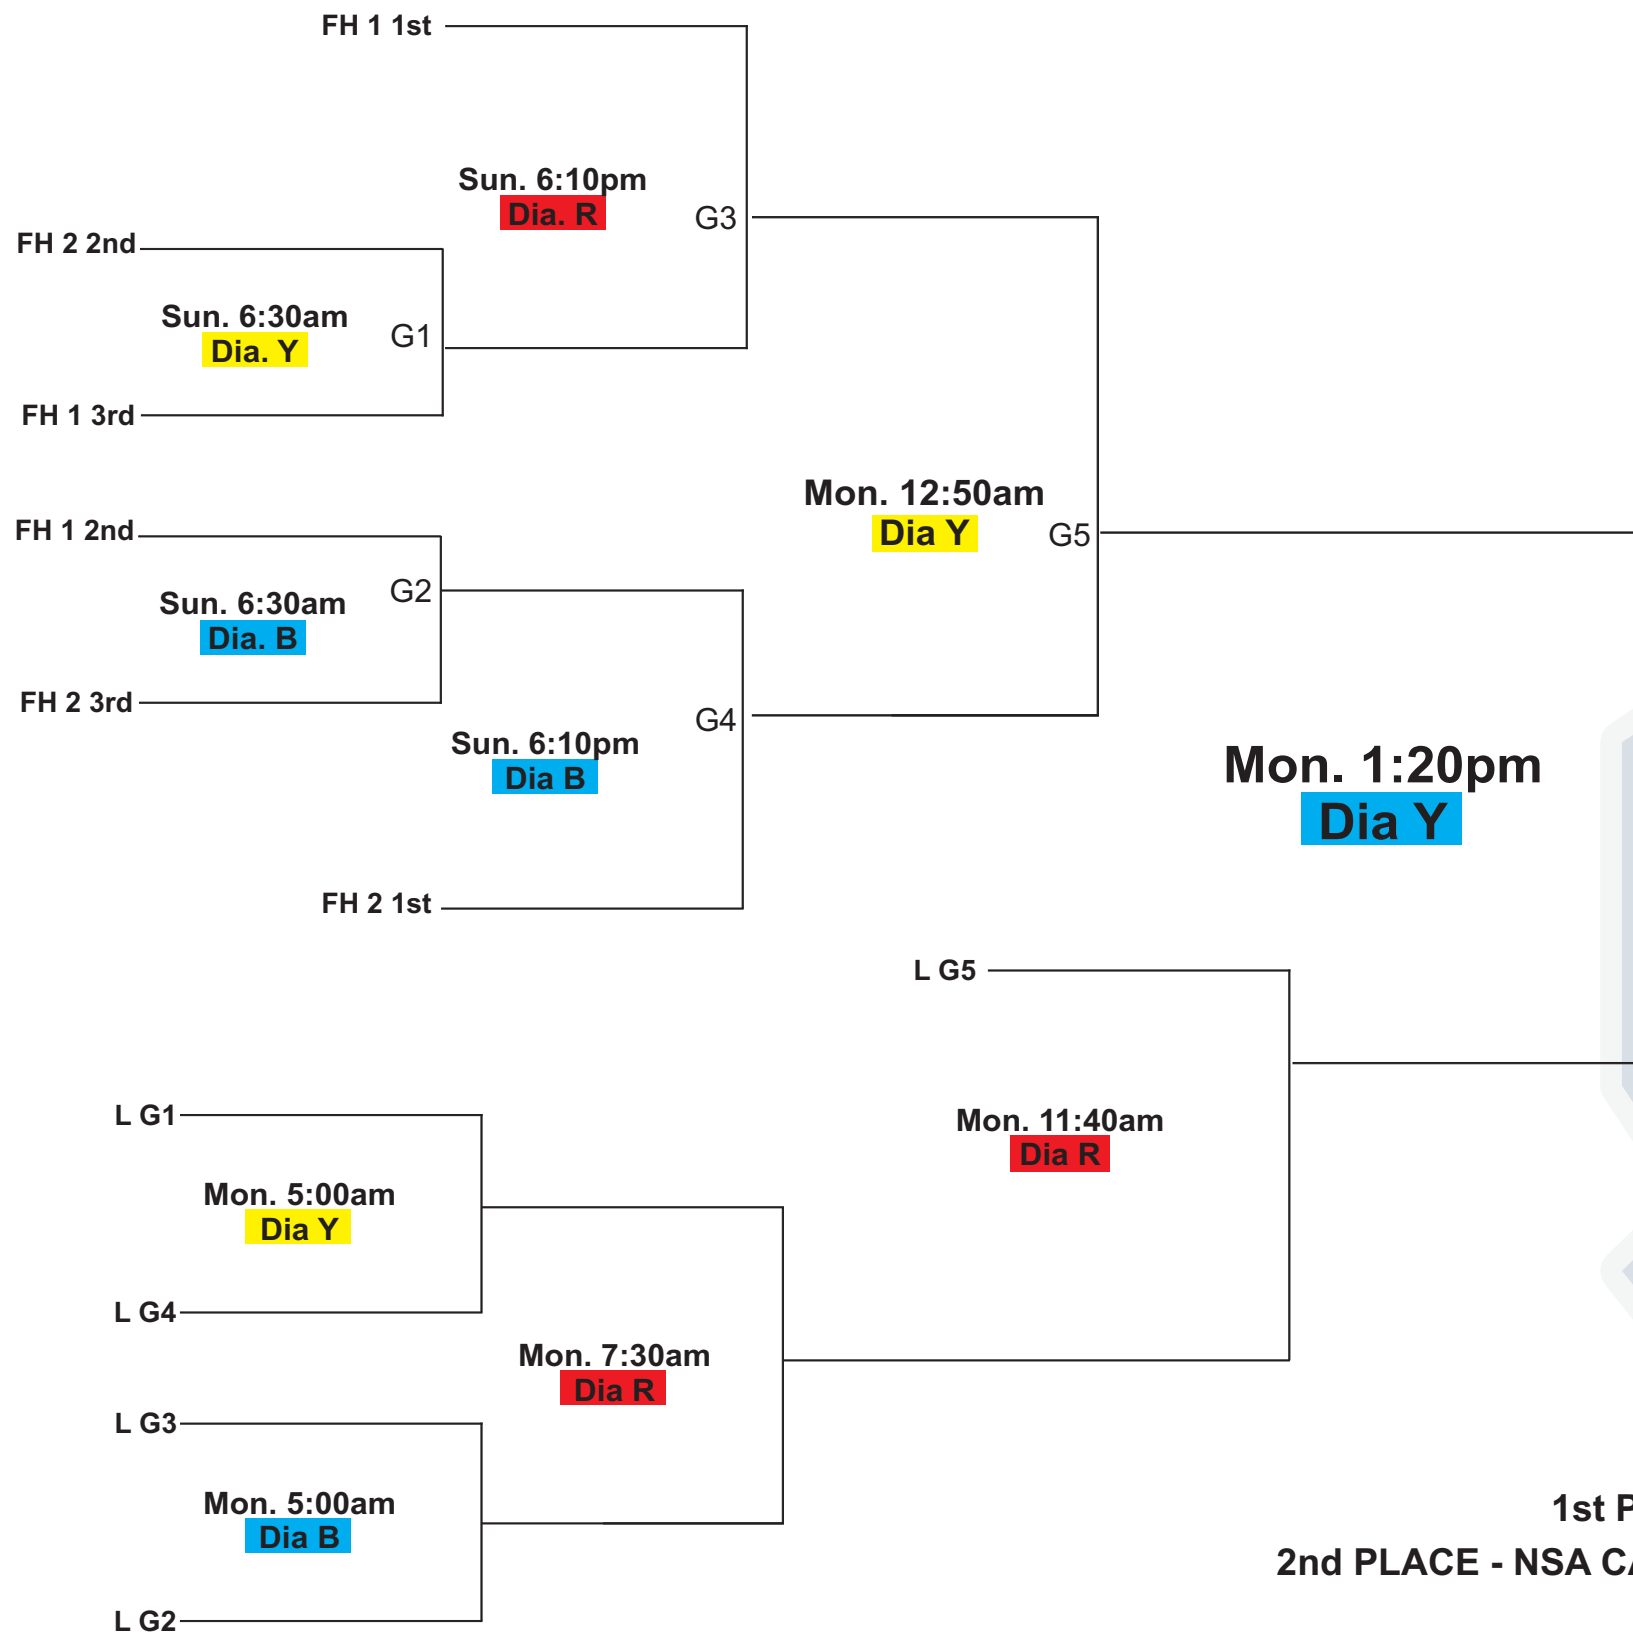 FH 1 1st
Sun. 6:10pm
Dia. R
G3
FH 2 2nd
Sun. 6:30am
Dia. Y
G1
FH 1 3rd
Mon. 12:50am
Dia Y
G5
FH 1 2nd
Sun. 6:30am
Dia. B
G2
FH 2 3rd
Sun. 6:10pm
Dia B
G4
Mon. 1:20pm
Dia Y
FH 2 1st
L G5
L G1
Mon. 5:00am
Dia Y
L G4
Mon. 11:40am
Dia R
Mon. 7:30am
Dia R
L G3
Mon. 5:00am
Dia B
L G2
1st P
2nd PLACE - NSA CA